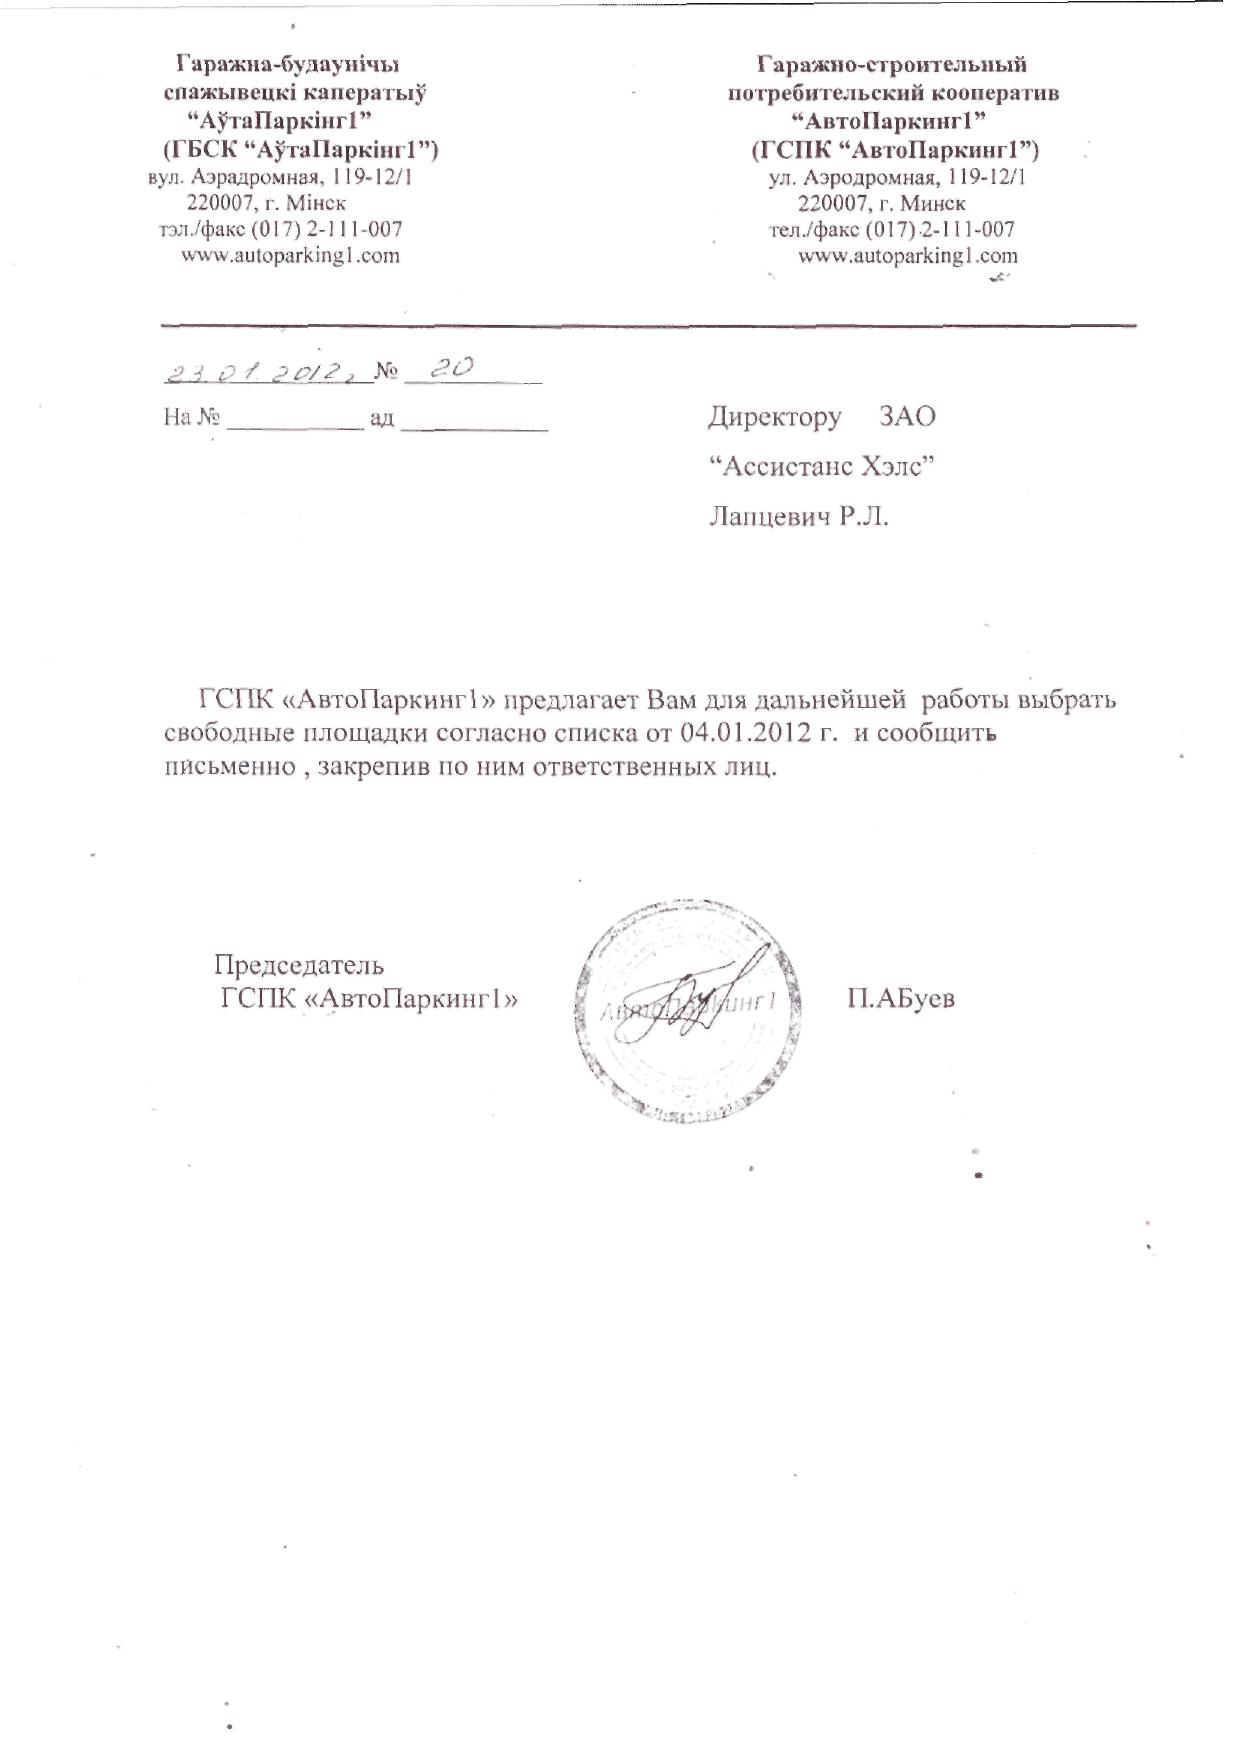 Гаражна-будаунічы
спажывецкі каператыў
“АўтаПаркінг1”
(ГБСК “АўтаПаркінг1”)
вул. Аэрадромная, 119-12/1
220007, г. Мінск
тэл./факс (017) 2-111-007
www.autoparking1.com
Гаражно-строительный
потребительский кооператив
“АвтоПаркинг1”
(ГСПК “АвтоПаркинг1”)
ул. Аэродромная, 119-12/1
220007, г. Минск
тел./факс (017) 2-111-007
www.autoparking1.com
23.01.2012, № 20
На № ад
Директору ЗАО
“Ассистанс Хэлс”
Лапцевич Р.Л.
ГСПК «АвтоПаркинг1» предлагает Вам для дальнейшей работы выбрать
свободные площадки согласно списка от 04.01.2012 г. и сообщить
письменно , закрепив по ним ответственных лиц.
Председатель
ГСПК «АвтоПаркинг1» П.АБуев
АвтоПаркинг1